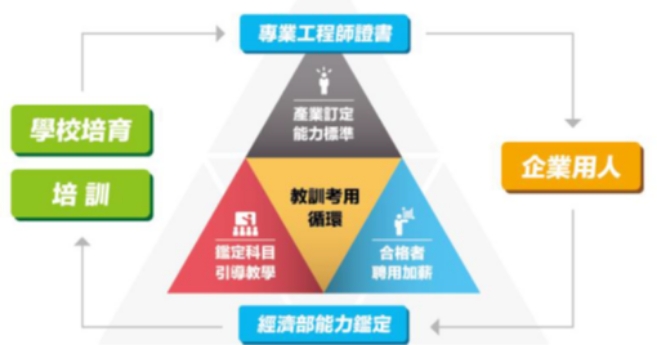 專業工程師證書
產業訂定
能力標準
學校培育
培訓
企業用人
教訓考用
循環
鑑定科目
引導教學
合格者
聘用加薪
經濟部能力鑑定